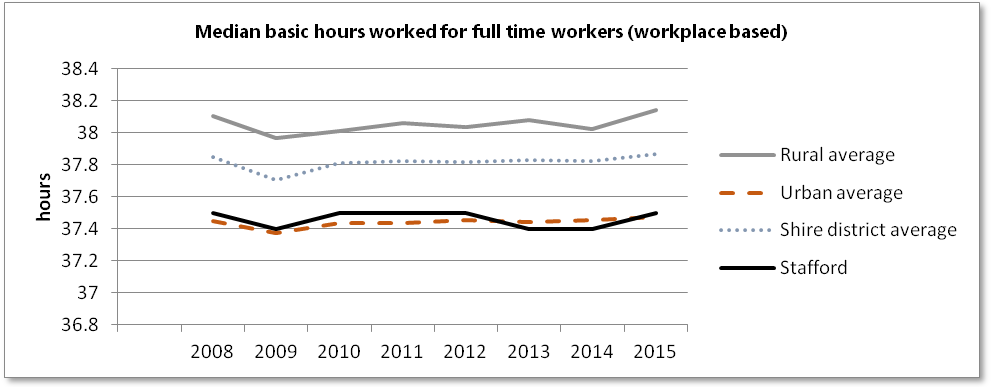 Median basic hours worked for full time workers (workplace based)
38.4
38.2
38
37.8
37.6
37.4
37.2
37
36.8
hours
2008 2009 2010 2011 2012 2013 2014 2015
Rural average
Urban average
Shire district average
Stafford